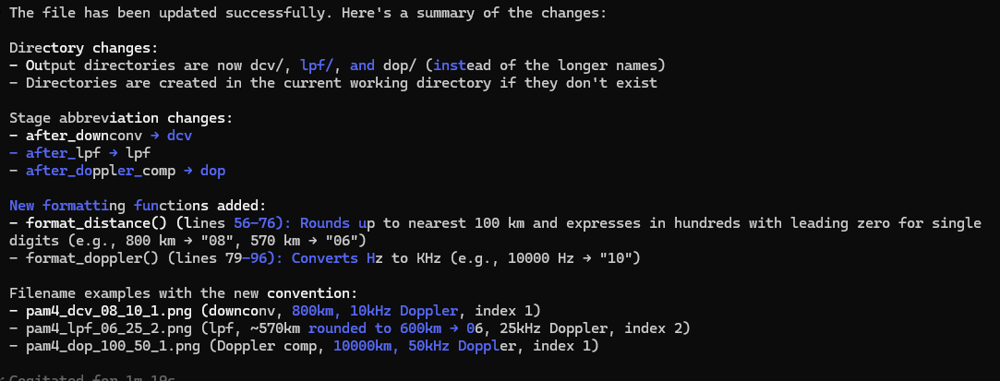 The file has been updated successfully. Here's a summary of the changes:
Directory changes:
- Output directories are now dcv/, lpf/, and dop/ (instead of the longer names)
- Directories are created in the current working directory if they don't exist
Stage abbreviation changes:
- after_downconv → dcv
- after_lpf → lpf
- after_doppler_comp → dop
New formatting functions added:
- format_distance() (lines 56-76): Rounds up to nearest 100 km and expresses in hundreds with leading zero for single
digits (e.g., 800 km → "08", 570 km → "06")
- format_doppler() (lines 79-96): Converts Hz to KHz (e.g., 10000 Hz → "10")
Filename examples with the new convention:
- pam4_dcv_08_10_1.png (downconv, 800km, 10kHz Doppler, index 1)
- pam4_lpf_06_25_2.png (lpf, ~570km rounded to 600km → 06, 25kHz Doppler, index 2)
- pam4_dop_100_50_1.png (Doppler comp, 10000km, 50kHz Doppler, index 1)
Cogitated for 1m 19s